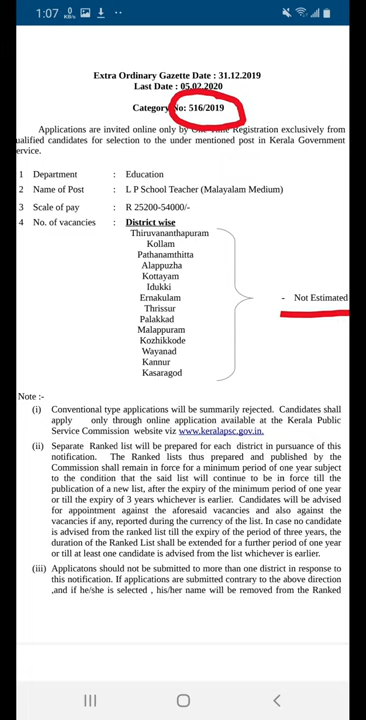 1:07 0 KB/s
Extra Ordinary Gazette Date : 31.12.2019
Last Date : 05.02.2020
Category No: 516/2019
Applications are invited online only by One Time Registration exclusively from
ualified candidates for selection to the under mentioned post in Kerala Government
ervice.
1 Department : Education
2 Name of Post : L P School Teacher (Malayalam Medium)
3 Scale of pay : R 25200-54000/-
4 No. of vacancies : District wise
Thiruvananthapuram
Kollam
Pathanamthitta
Alappuzha
Kottayam
Idukki
Ernakulam - Not Estimated
Thrissur
Palakkad
Malappuram
Kozhikkode
Wayanad
Kannur
Kasaragod
Note :-
(i) Conventional type applications will be summarily rejected. Candidates shall
apply only through online application available at the Kerala Public
Service Commission website viz www.keralapsc.gov.in.
(ii) Separate Ranked list will be prepared for each district in pursuance of this
notification. The Ranked lists thus prepared and published by the
Commission shall remain in force for a minimum period of one year subject
to the condition that the said list will continue to be in force till the
publication of a new list, after the expiry of the minimum period of one year
or till the expiry of 3 years whichever is earlier. Candidates will be advised
for appointment against the aforesaid vacancies and also against the
vacancies if any, reported during the currency of the list. In case no candidate
is advised from the ranked list till the expiry of the period of three years, the
duration of the Ranked List shall be extended for a further period of one year
or till at least one candidate is advised from the list whichever is earlier.
(iii) Applicatons should not be submitted to more than one district in response to
this notification. If applications are submitted contrary to the above direction
,and if he/she is selected , his/her name will be removed from the Ranked